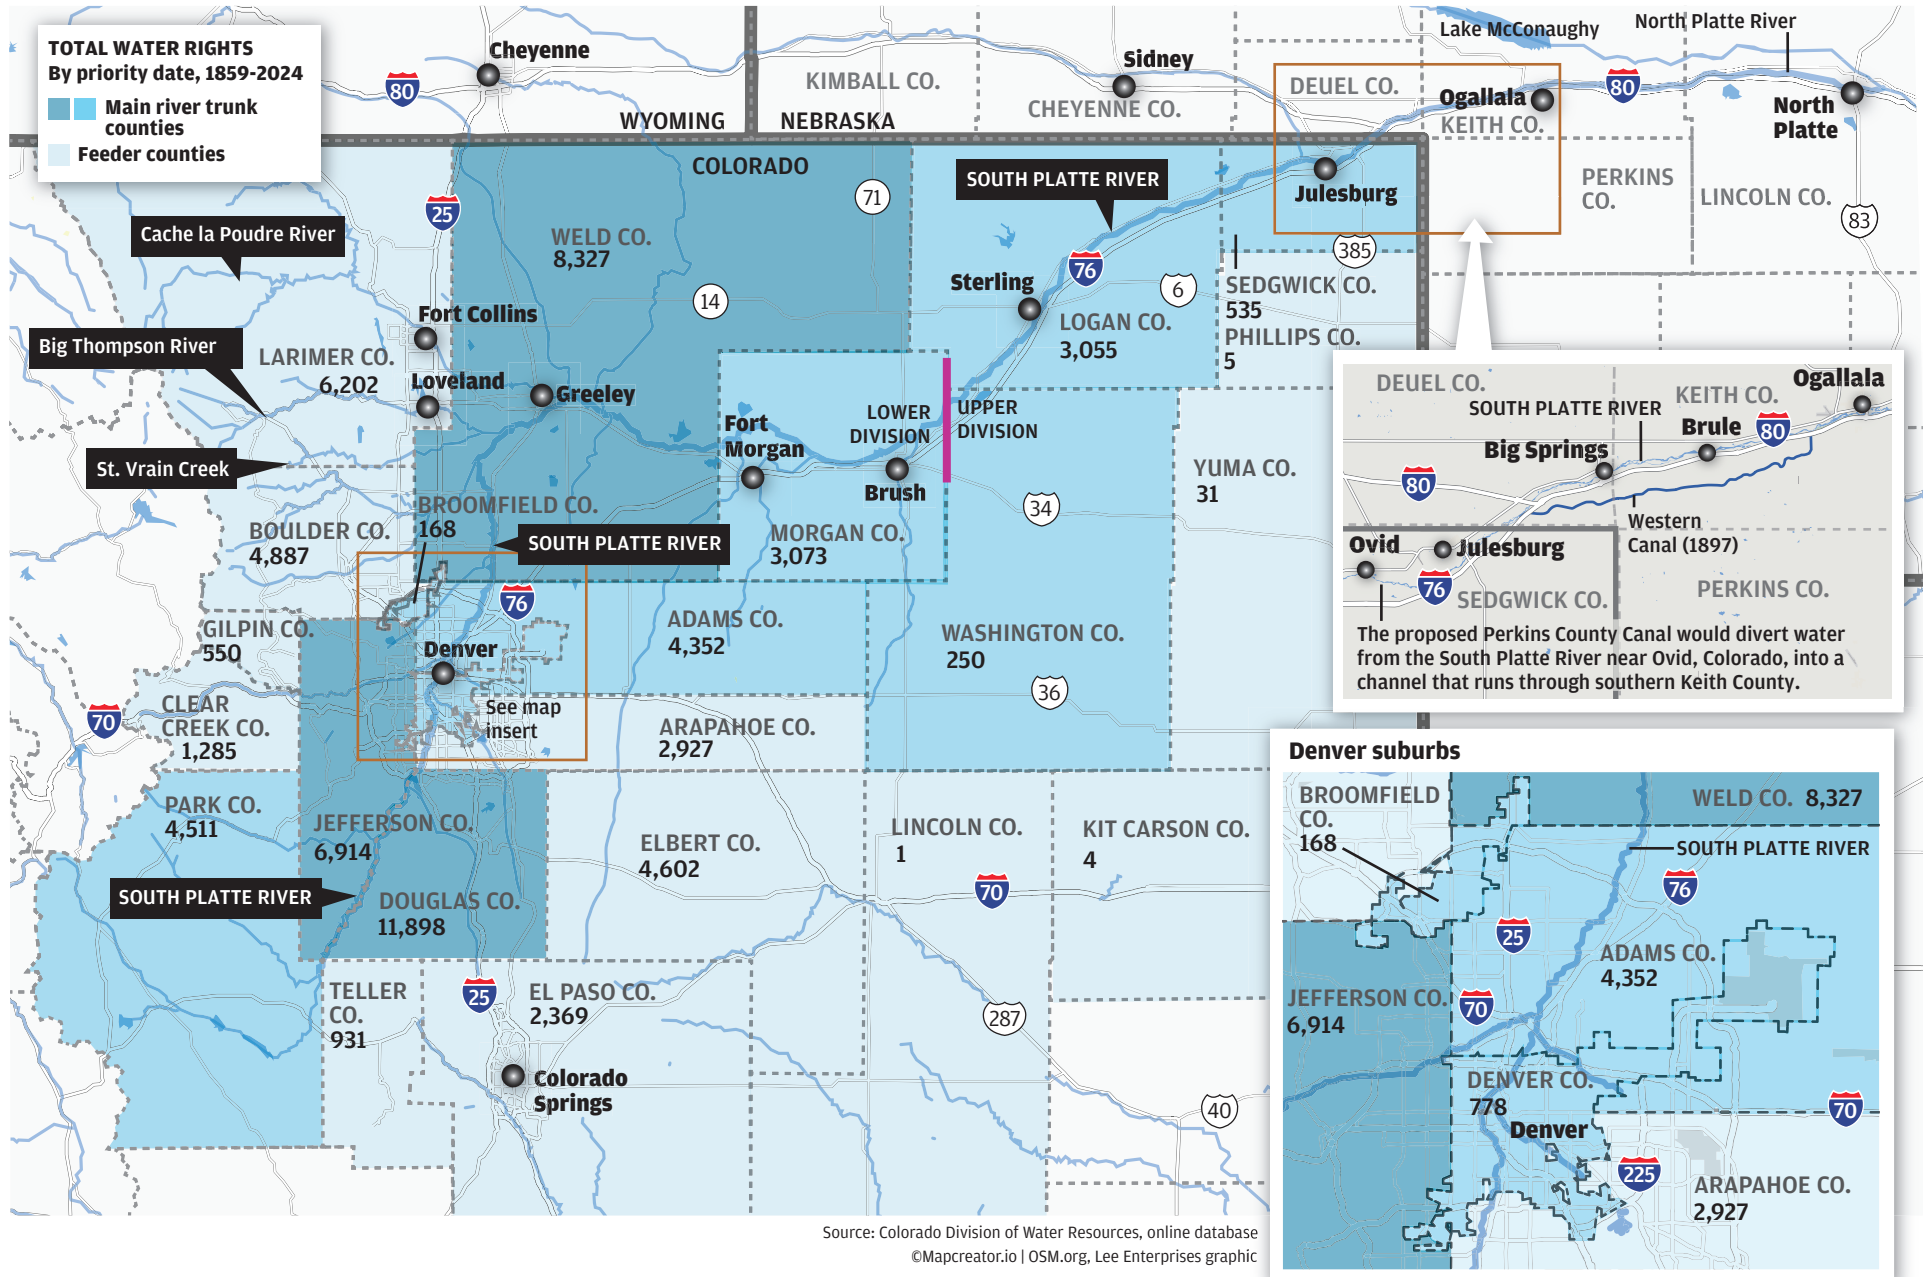 TOTAL WATER RIGHTS
By priority date, 1859-2024
Main river trunk
counties
Feeder counties
Cheyenne
80
WYOMING
NEBRASKA
COLORADO
KIMBALL CO.
CHEYENNE CO.
Sidney
DEUEL CO.
Lake McConaughy
North Platte River
Ogallala
KEITH CO.
80
North
Platte
PERKINS
CO.
LINCOLN CO.
83
Julesburg
385
SOUTH PLATTE RIVER
71
25
Cache la Poudre River
WELD CO.
8,327
14
Sterling
76
6
SEDGWICK CO.
535
PHILLIPS CO.
5
LOGAN CO.
3,055
Fort Collins
Big Thompson River
LARIMER CO.
6,202
Loveland
Greeley
Fort
Morgan
LOWER
DIVISION
UPPER
DIVISION
Brush
St. Vrain Creek
YUMA CO.
31
34
BROOMFIELD CO.
168
BOULDER CO.
4,887
SOUTH PLATTE RIVER
MORGAN CO.
3,073
76
GILPIN CO.
550
Denver
ADAMS CO.
4,352
WASHINGTON CO.
250
36
CLEAR
CREEK CO.
1,285
70
See map
insert
ARAPAHOE CO.
2,927
PARK CO.
4,511
JEFFERSON CO.
6,914
SOUTH PLATTE RIVER
DOUGLAS CO.
11,898
ELBERT CO.
4,602
LINCOLN CO.
1
KIT CARSON CO.
4
70
TELLER
CO.
931
25
EL PASO CO.
2,369
287
Colorado
Springs
40
DEUEL CO.
KEITH CO.
Ogallala
SOUTH PLATTE RIVER
Brule
80
Big Springs
80
Western
Canal (1897)
Ovid
Julesburg
76
SEDGWICK CO.
PERKINS CO.
The proposed Perkins County Canal would divert water
from the South Platte River near Ovid, Colorado, into a
channel that runs through southern Keith County.
Denver suburbs
BROOMFIELD
CO.
168
WELD CO. 8,327
SOUTH PLATTE RIVER
76
25
ADAMS CO.
4,352
JEFFERSON CO.
6,914
70
DENVER CO.
778
Denver
70
225
ARAPAHOE CO.
2,927
Source: Colorado Division of Water Resources, online database
©Mapcreator.io | OSM.org, Lee Enterprises graphic